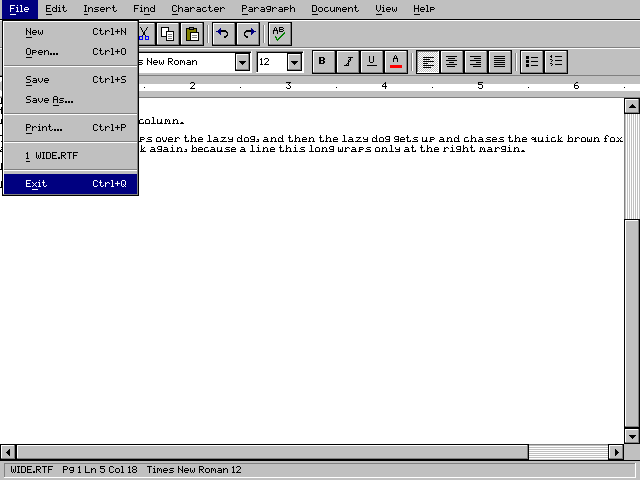 File Edit Insert Find Character Paragraph Document View Help
New Ctrl+N
Open... Ctrl+O
Save Ctrl+S
Save As...
Print... Ctrl+P
1 WIDE.RTF
Exit Ctrl+Q
New Roman 12 B I U A
2 3 4 5 6
column.
over the lazy dog, and then the lazy dog gets up and chases the quick brown fox
again, because a line this long wraps only at the right margin.
WIDE.RTF Pg 1 Ln 5 Col 18 Times New Roman 12